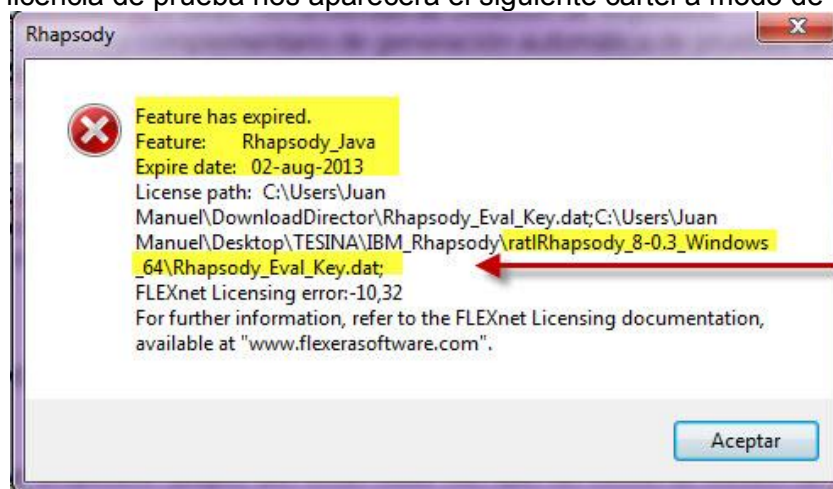 licencia de prueba nos aparecerá el siguiente cartel a modo de
Rhapsody
Feature has expired.
Feature: Rhapsody_Java
Expire date: 02-aug-2013
License path: C:\Users\Juan
Manuel\DownloadDirector\Rhapsody_Eval_Key.dat;C:\Users\Juan
Manuel\Desktop\TESINA\IBM_Rhapsody\ratlRhapsody_8-0.3_Windows
_64\Rhapsody_Eval_Key.dat;
FLEXnet Licensing error:-10,32
For further information, refer to the FLEXnet Licensing documentation,
available at "www.flexerasoftware.com".
Aceptar